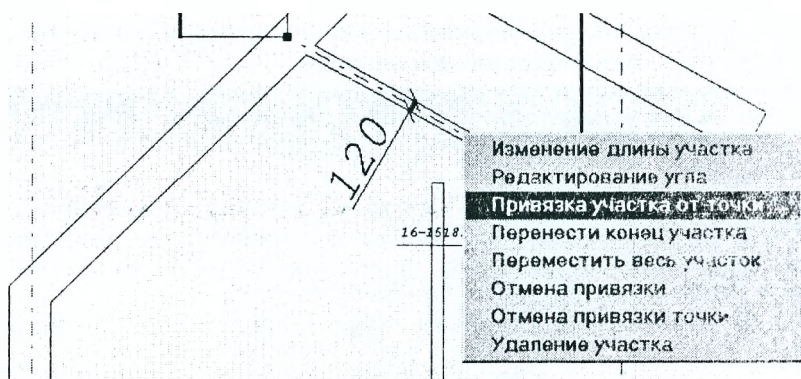 120
16-1518.
Изменение длины участка
Редактирование угла
Привязка участка от точки
Перенести конец участка
Переместить весь участок
Отмена привязки
Отмена привязки точки
Удаление участка